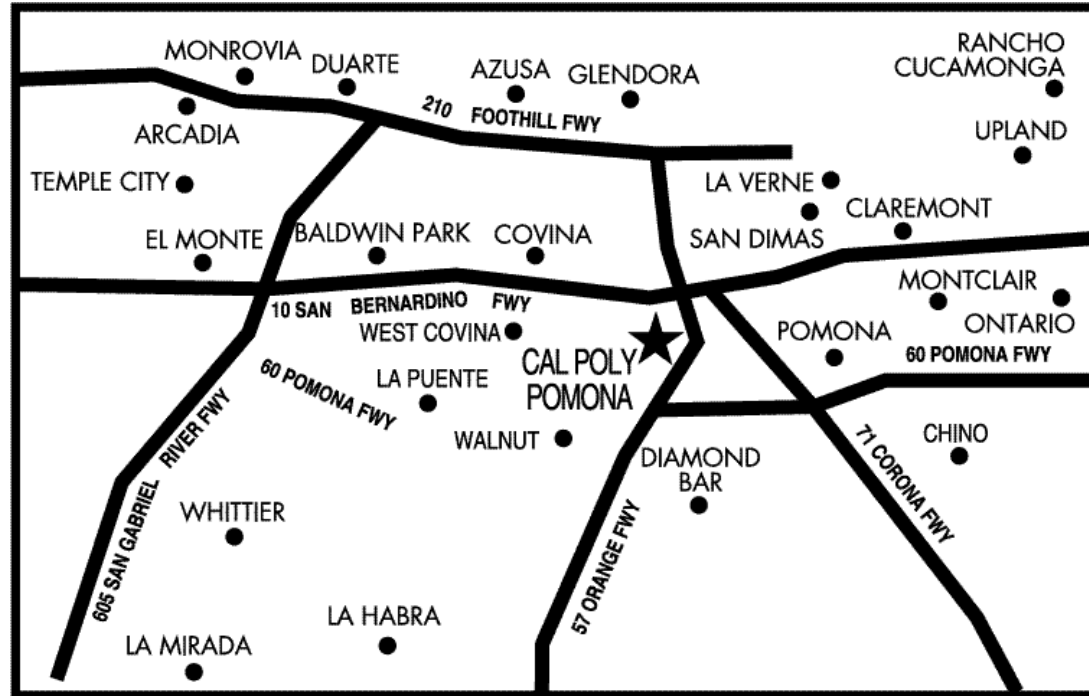 MONROVIA
DUARTE
AZUSA
GLENDORA
RANCHO
CUCAMONGA
ARCADIA
210 FOOTHILL FWY
UPLAND
TEMPLE CITY
LA VERNE
EL MONTE
BALDWIN PARK
COVINA
SAN DIMAS
CLAREMONT
10 SAN BERNARDINO FWY
MONTCLAIR
ONTARIO
WEST COVINA
CAL POLY
POMONA
POMONA
60 POMONA FWY
60 POMONA FWY
LA PUENTE
WALNUT
DIAMOND
BAR
CHINO
71 CORONA FWY
605 SAN GABRIEL RIVER FWY
WHITTIER
57 ORANGE FWY
LA HABRA
LA MIRADA